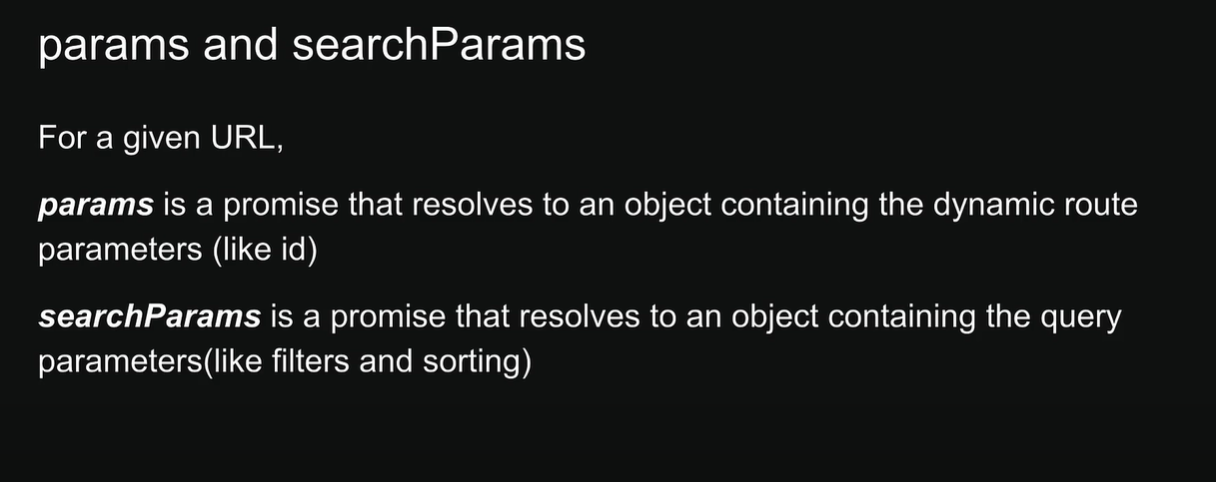 params and searchParams
For a given URL,
params is a promise that resolves to an object containing the dynamic route
parameters (like id)
searchParams is a promise that resolves to an object containing the query
parameters(like filters and sorting)